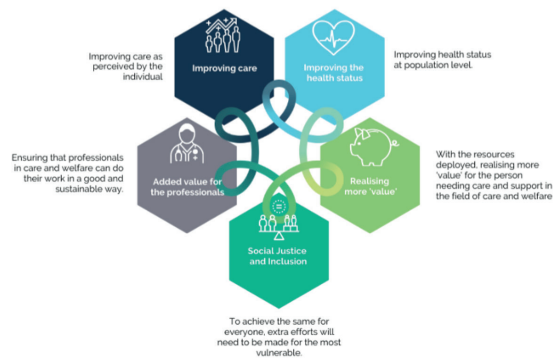 Improving care as
perceived by the
individual
Improving care
Improving the
health status
Improving health status
at population level.
Ensuring that professionals
in care and welfare can do
their work in a good and
sustainable way.
Added value for
the professionals
Realising
more 'value'
With the resources
deployed, realising more
'value' for the person
needing care and support in
the field of care and welfare
Social Justice
and Inclusion
To achieve the same for
everyone, extra efforts will
need to be made for the most
vulnerable.